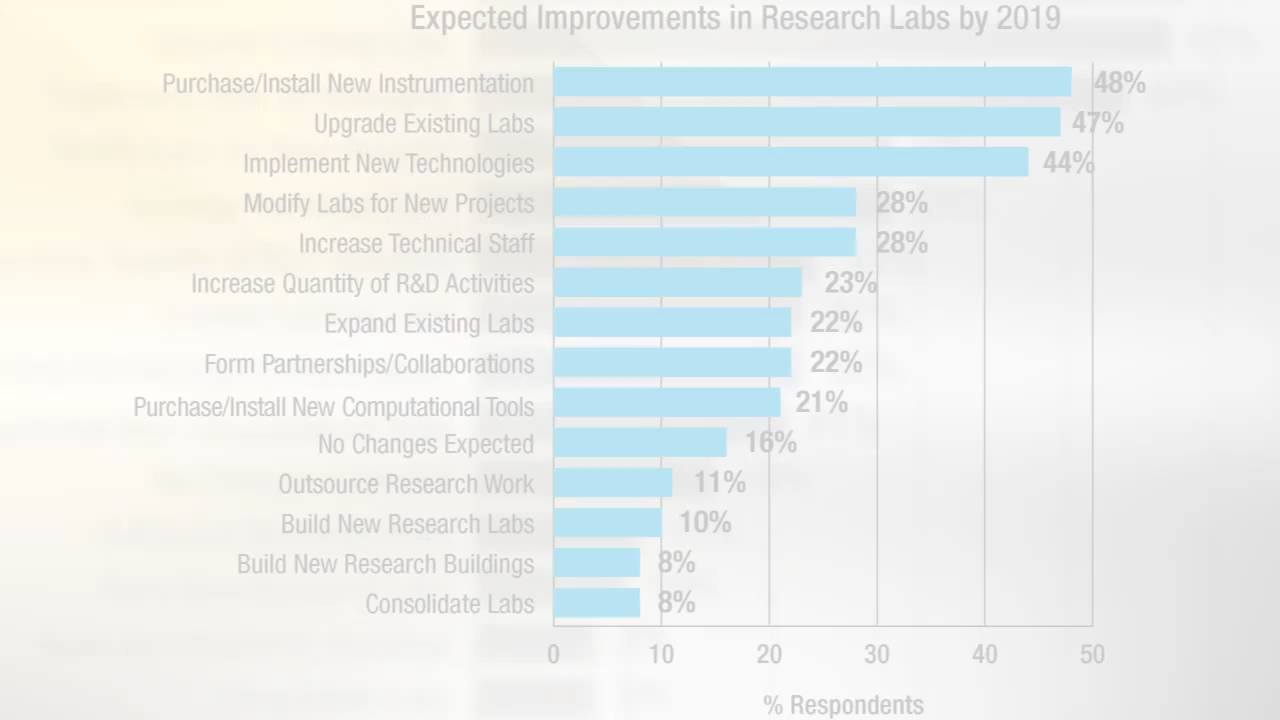 Expected Improvements in Research Labs by 2019
Purchase/Install New Instrumentation 48%
Upgrade Existing Labs 47%
Implement New Technologies 44%
Modify Labs for New Projects 28%
Increase Technical Staff 28%
Increase Quantity of R&D Activities 23%
Expand Existing Labs 22%
Form Partnerships/Collaborations 22%
Purchase/Install New Computational Tools 21%
No Changes Expected 16%
Outsource Research Work 11%
Build New Research Labs 10%
Build New Research Buildings 8%
Consolidate Labs 8%
0 10 20 30 40 50
% Respondents